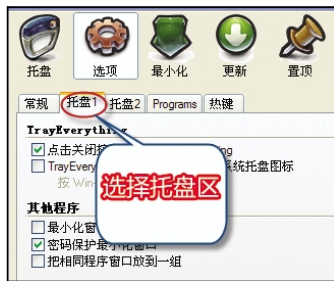 托盘 选项 最小化 更新 置顶
常规 托盘1 托盘2 Programs 热键
TrayEverything
点击关闭按 ng
TrayEvery 系统托盘图标
按 Win-
选择托盘区
其他程序
最小化窗
密码保护最小化窗口
把相同程序窗口放到一组